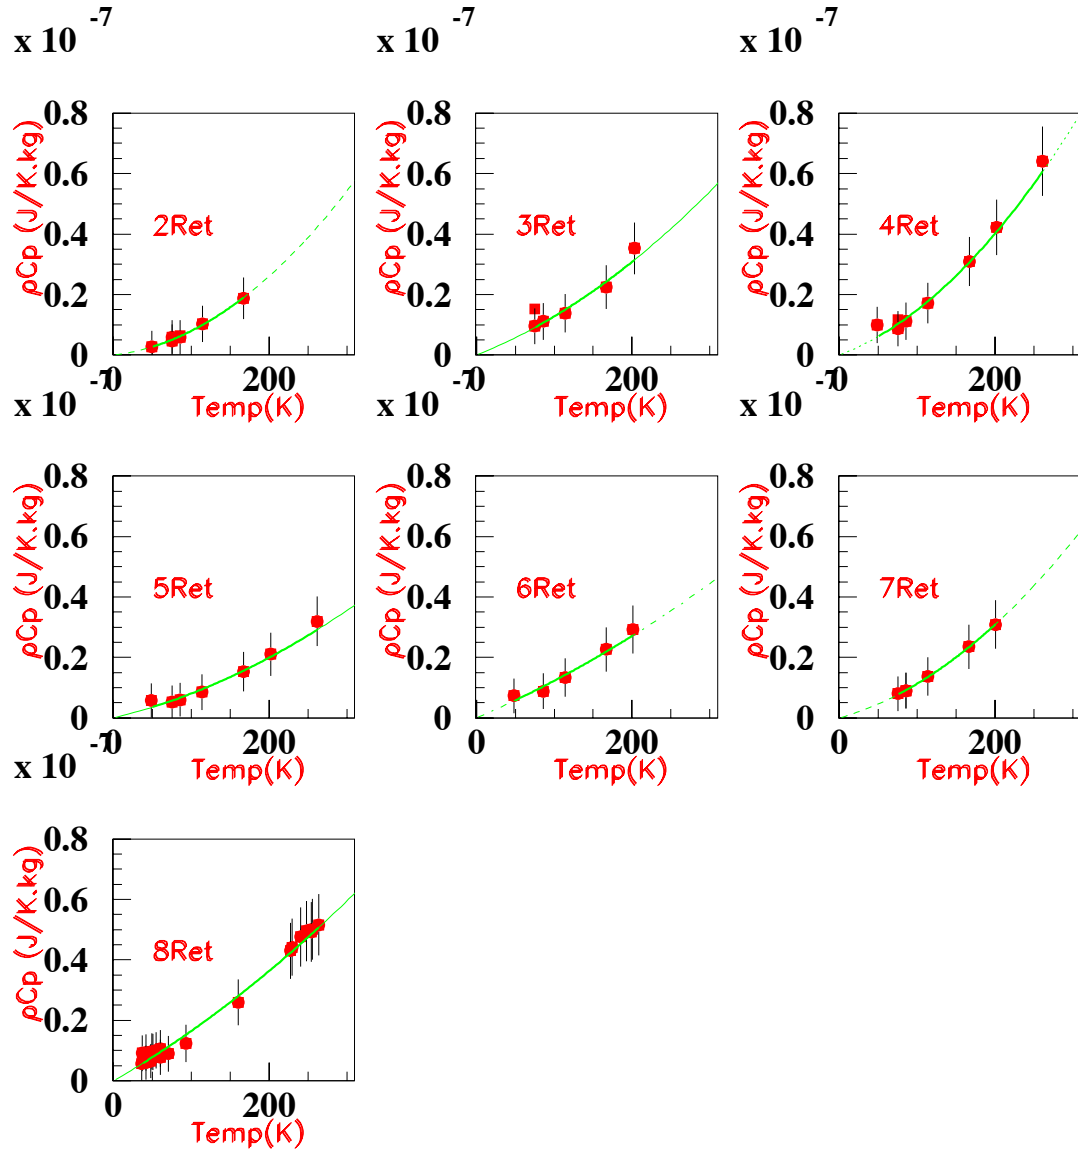 x 10 -7 x 10 -7 x 10 -7
0.8 0.8 0.8
0.6 0.6 0.6
0.4 0.4 0.4
0.2 0.2 0.2
0 0 0
ρCp (J/K.kg) ρCp (J/K.kg) ρCp (J/K.kg)
2Ret 3Ret 4Ret
0 200 0 200 0 200
Temp(K) Temp(K) Temp(K)
x 10 -7 x 10 -7 x 10 -7
0.8 0.8 0.8
0.6 0.6 0.6
0.4 0.4 0.4
0.2 0.2 0.2
0 0 0
ρCp (J/K.kg) ρCp (J/K.kg) ρCp (J/K.kg)
5Ret 6Ret 7Ret
0 200 0 200 0 200
Temp(K) Temp(K) Temp(K)
x 10 -7
0.8
0.6
0.4
0.2
0
ρCp (J/K.kg)
8Ret
0 200
Temp(K)